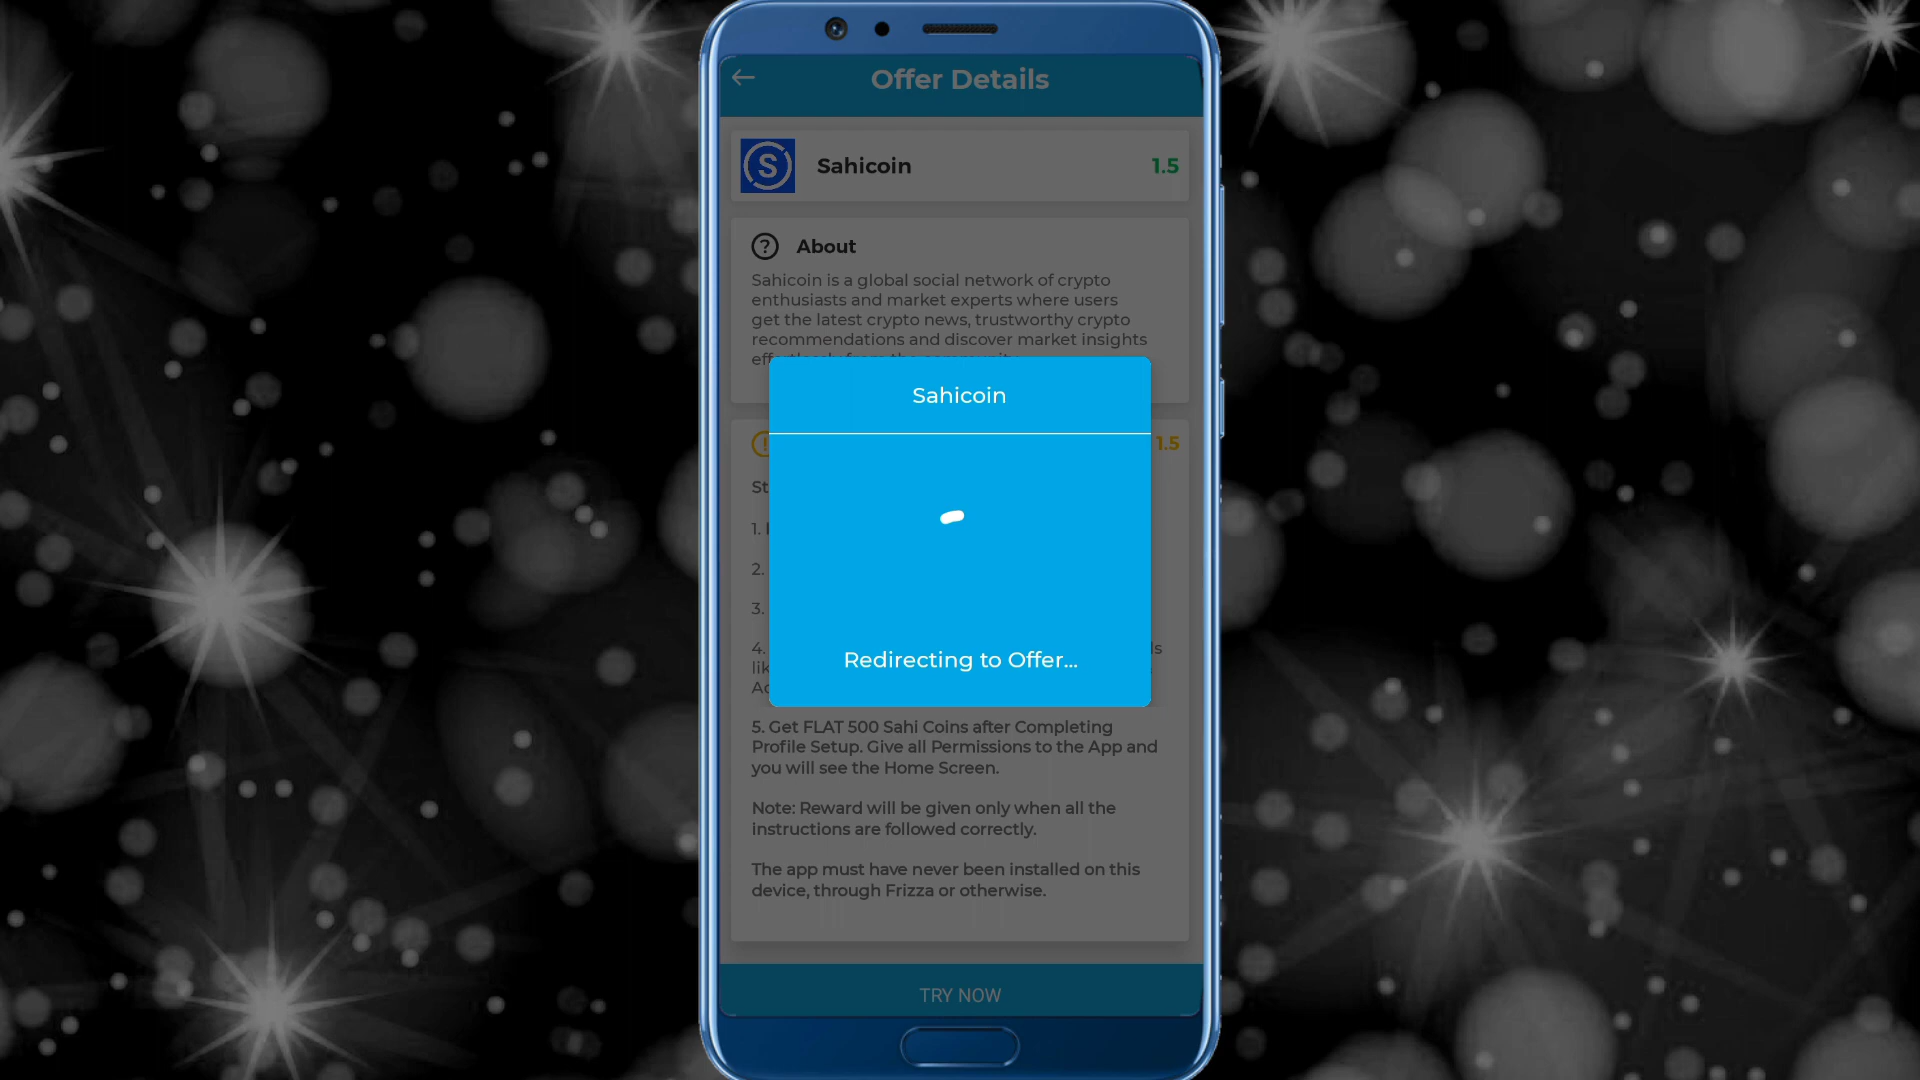 Offer Details
S
Sahicoin
1.5
About
Sahicoin is a global social network of crypto
enthusiasts and market experts where users
get the latest crypto news, trustworthy crypto
recommendations and discover market insights
Sahicoin
1.5
1.
2.
3.
4.
Redirecting to Offer...
5. Get FLAT 500 Sahi Coins after Completing
Profile Setup. Give all Permissions to the App and
you will see the Home Screen.
Note: Reward will be given only when all the
instructions are followed correctly.
The app must have never been installed on this
device, through Frizza or otherwise.
TRY NOW